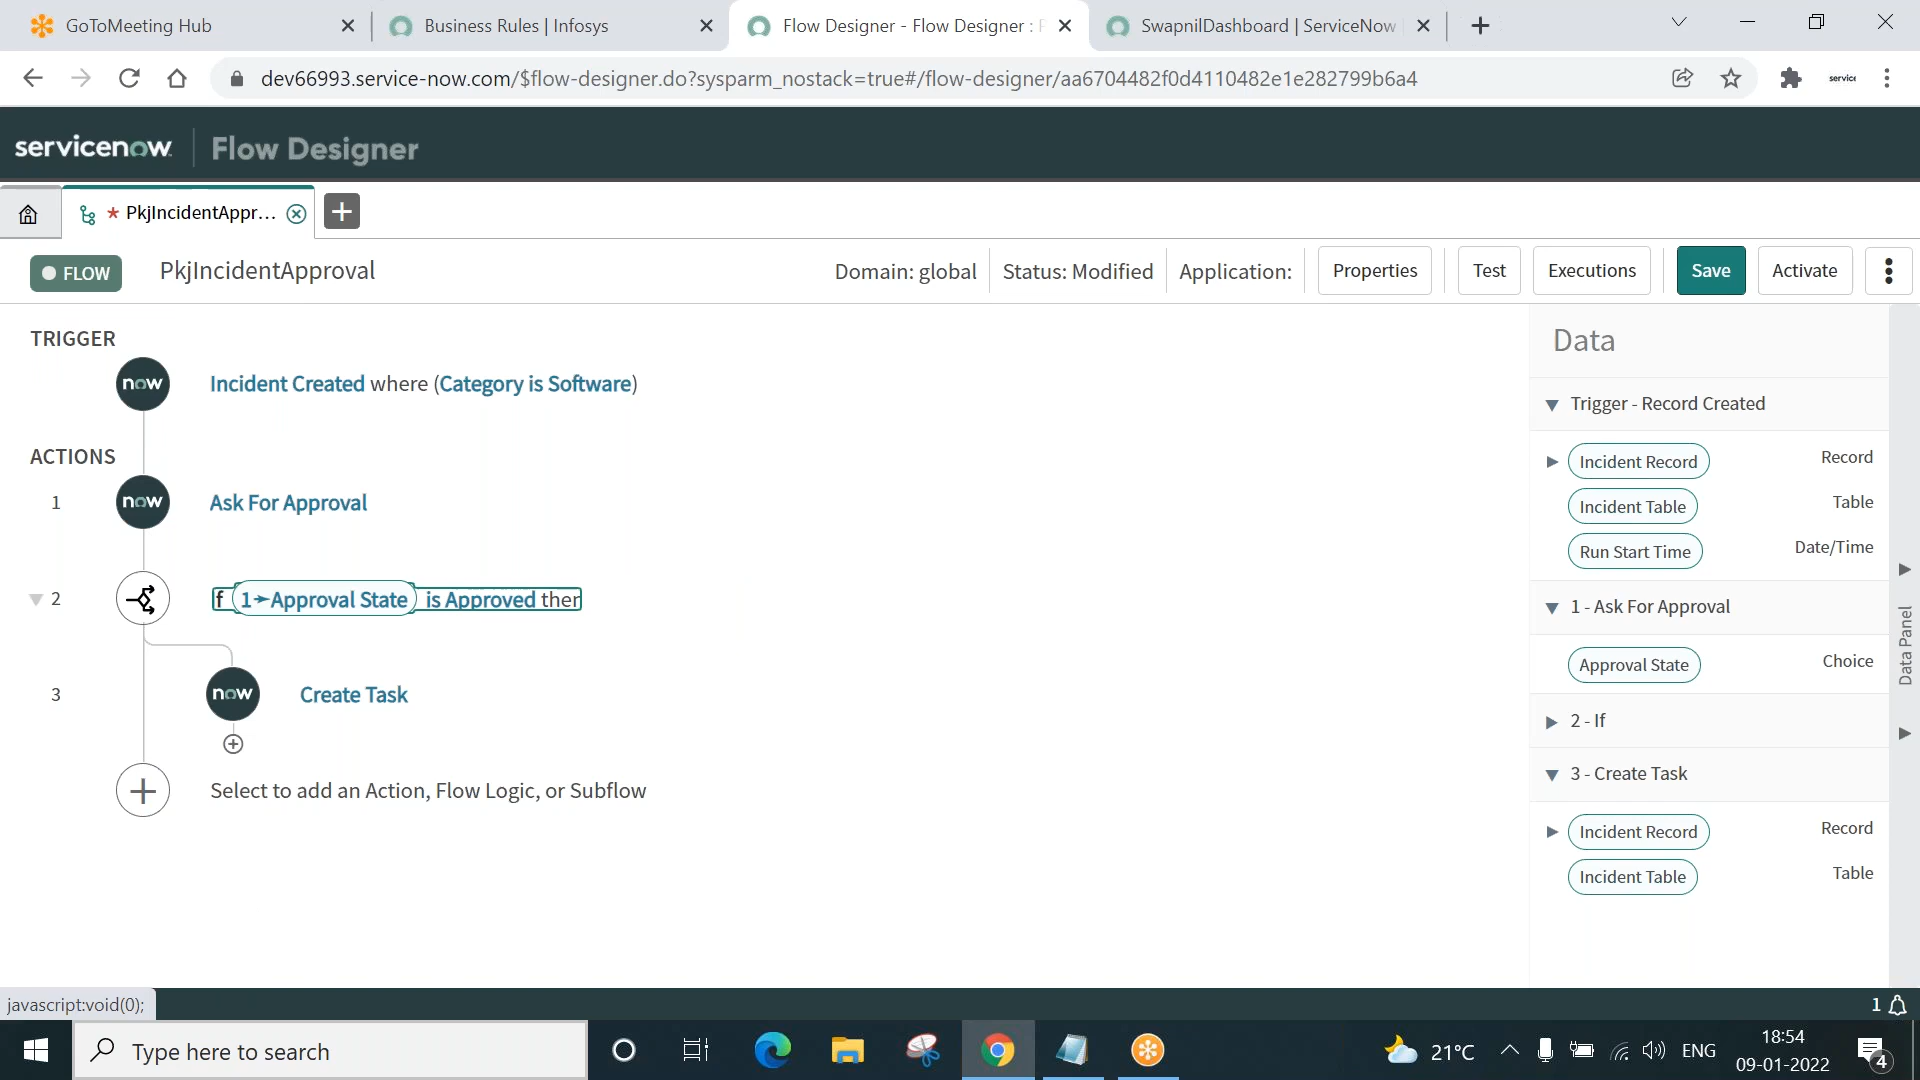 GoToMeeting Hub
Business Rules | Infosys
Flow Designer - Flow Designer :
SwapnilDashboard | ServiceNow
dev66993.service-now.com/$flow-designer.do?sysparm_nostack=true#/flow-designer/aa6704482f0d4110482e1e282799b6a4
service
servicenow Flow Designer
* PkjIncidentAppr...
FLOW PkjIncidentApproval Domain: global Status: Modified Application: Properties Test Executions Save Activate
TRIGGER
now Incident Created where (Category is Software)
ACTIONS
1 now Ask For Approval
2 f 1➛Approval State is Approved then
3 now Create Task
Select to add an Action, Flow Logic, or Subflow
Data
Trigger - Record Created
Incident Record Record
Incident Table Table
Run Start Time Date/Time
1 - Ask For Approval
Approval State Choice
2 - If
3 - Create Task
Incident Record Record
Incident Table Table
Data Panel
javascript:void(0);
1
Type here to search
21°C
ENG
18:54
09-01-2022
4